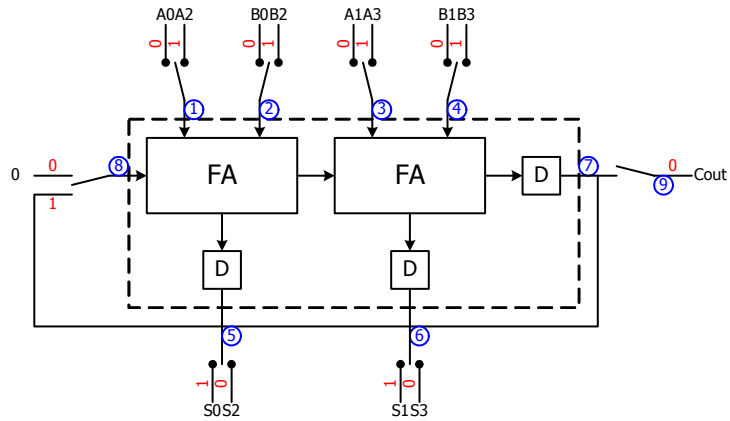 A0A2 B0B2 A1A3 B1B3
0 1 0 1 0 1 0 1
1 2 3 4
0 0 8 FA FA D 7 0 Cout
1 9
D D
5 6
1 0 1 0
S0S2 S1S3